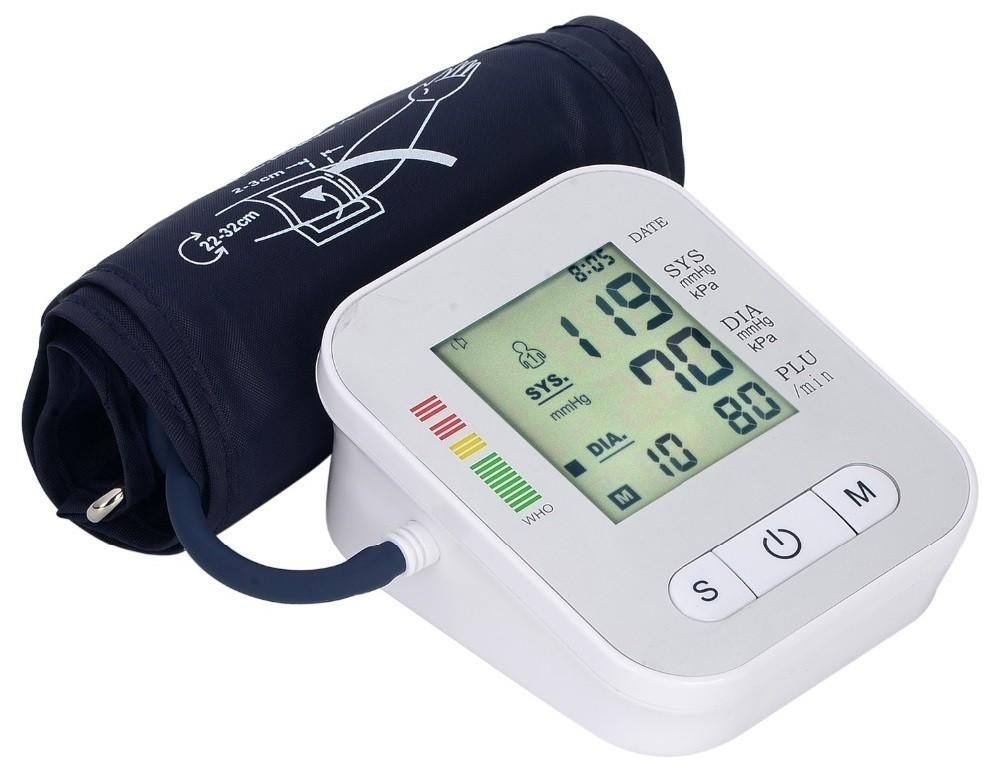 2-3cm
22-32cm
8:05
DATE
119
SYS
mmHg
kPa
1
SYS.
mmHg
70
DIA
mmHg
kPa
DIA.
80
PLU
/min
M
10
WHO
S
M